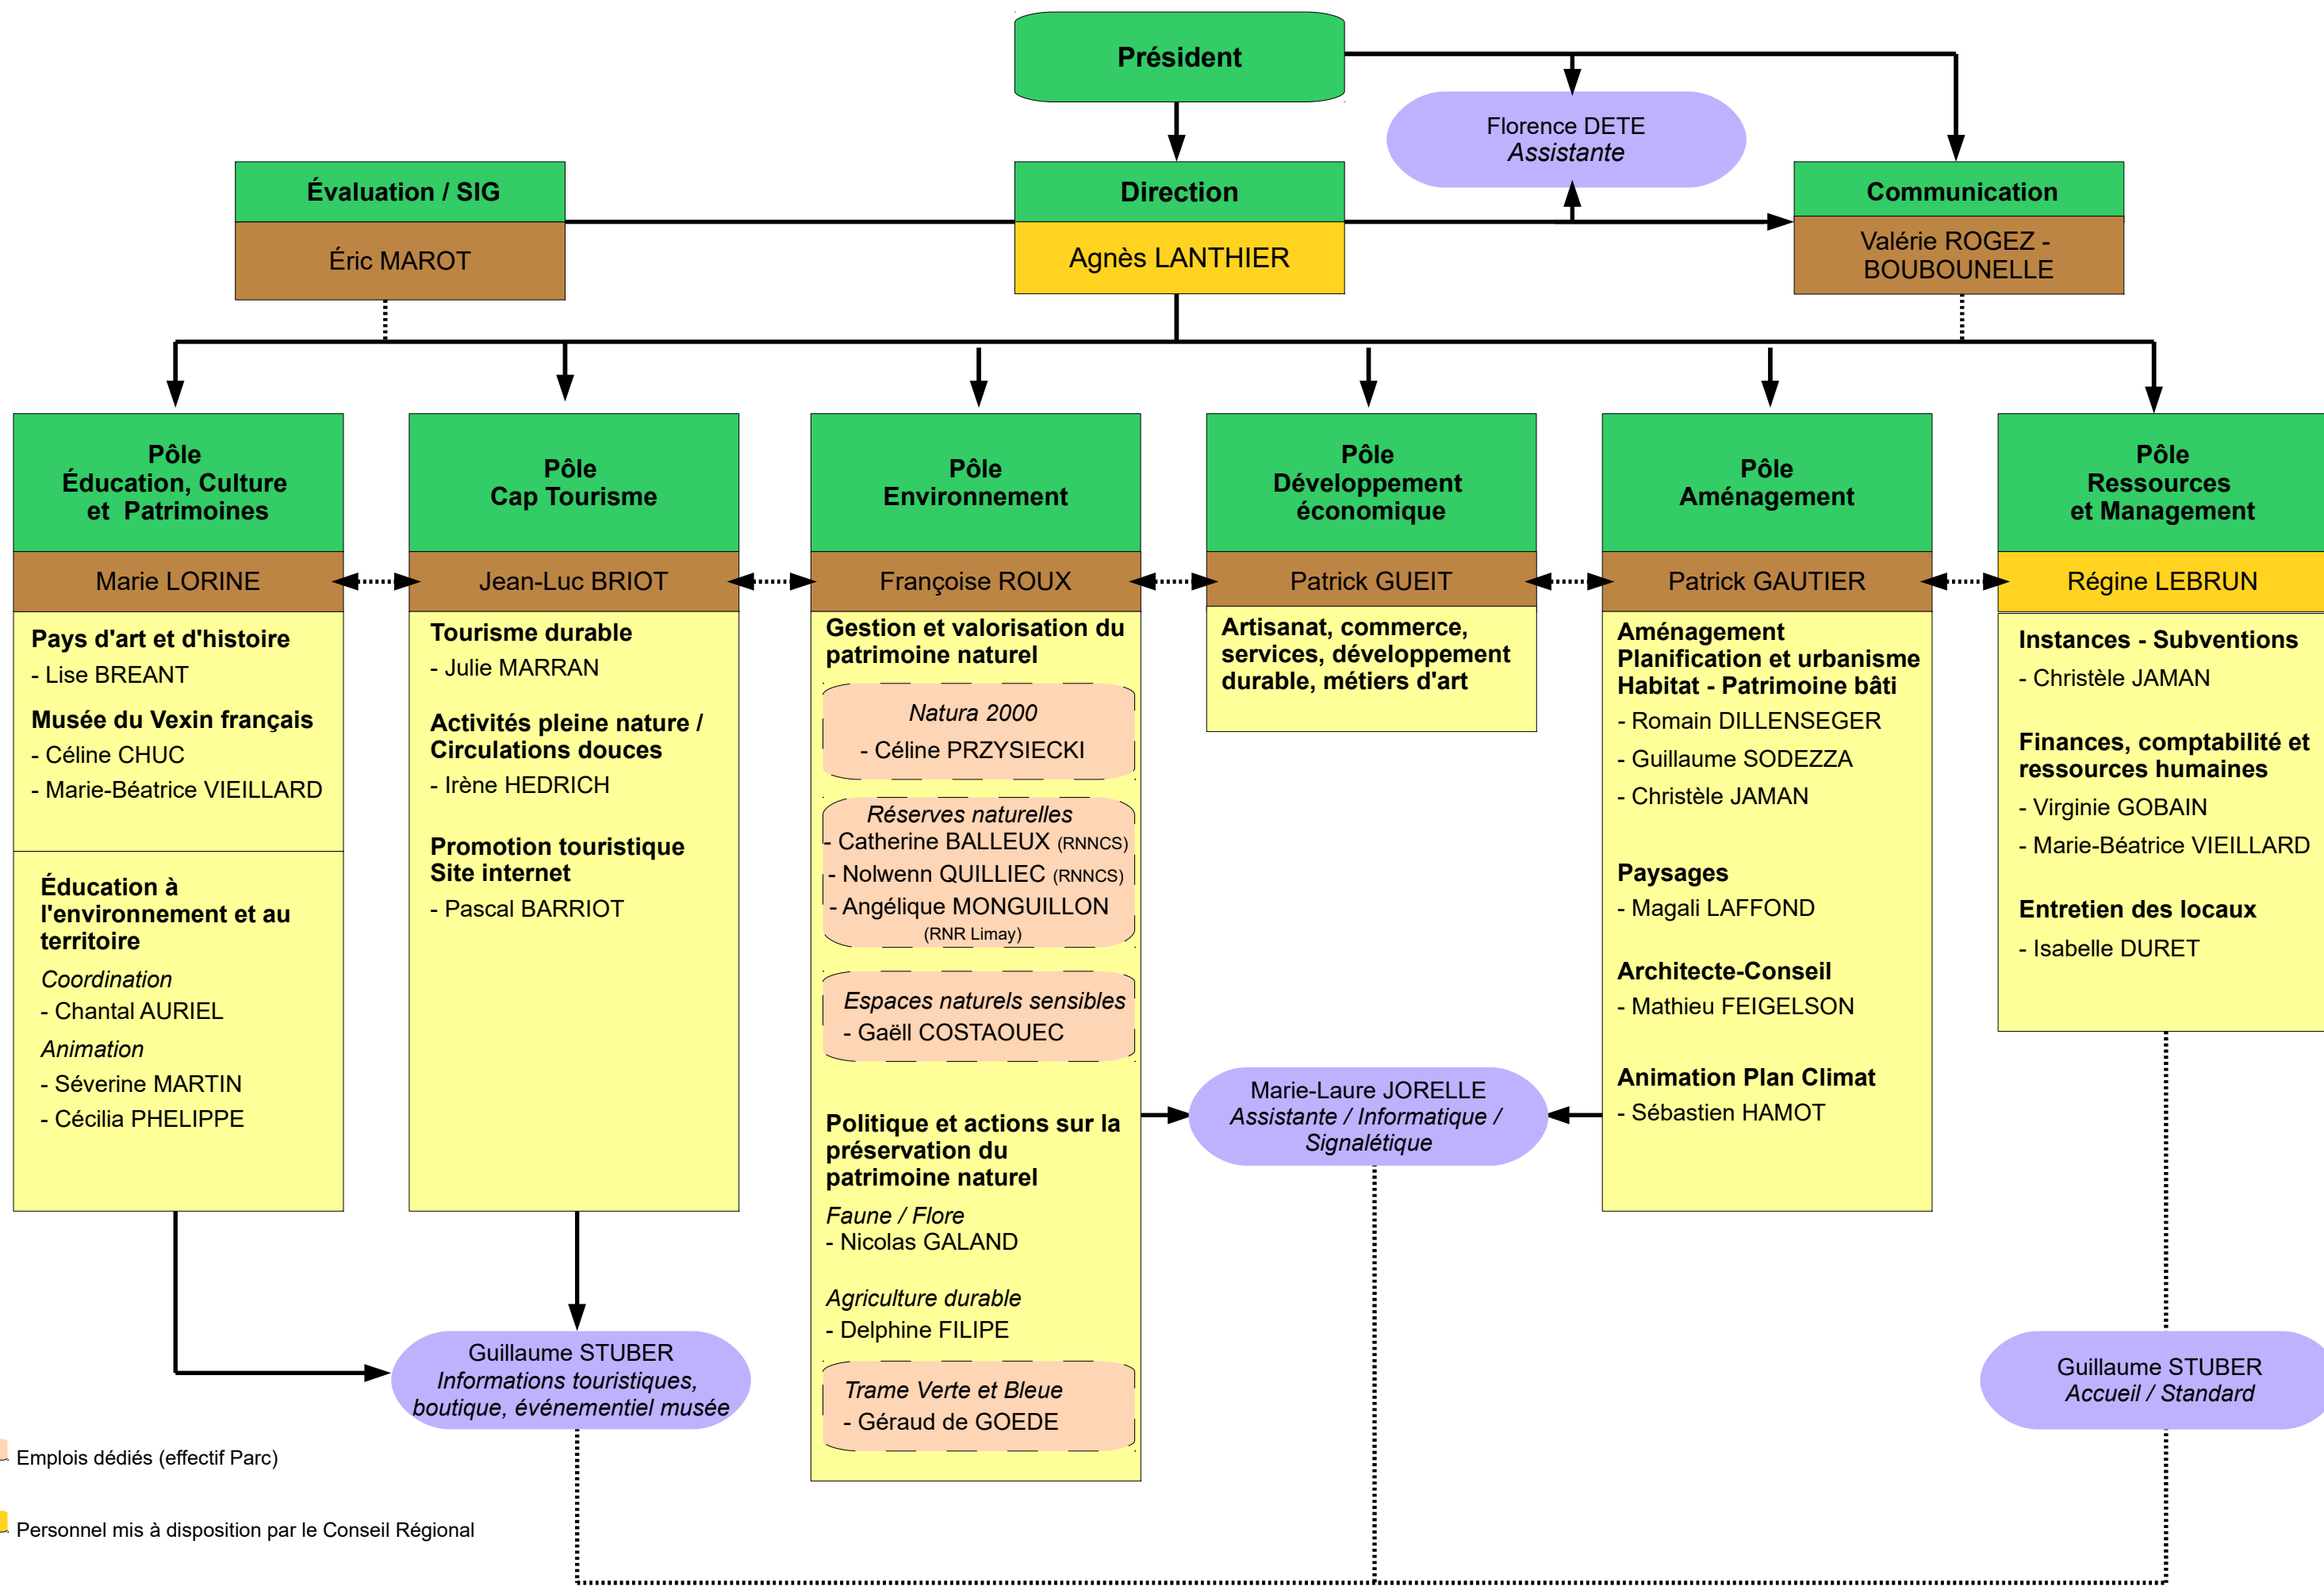 Président
Florence DETE
Assistante
Évaluation / SIG
Éric MAROT
Direction
Agnès LANTHIER
Communication
Valérie ROGEZ -
BOUBOUNELLE
Pôle
Éducation, Culture
et Patrimoines
Marie LORINE
Pays d'art et d'histoire
- Lise BREANT
Musée du Vexin français
- Céline CHUC
- Marie-Béatrice VIEILLARD
Éducation à
l'environnement et au
territoire
Coordination
- Chantal AURIEL
Animation
- Séverine MARTIN
- Cécilia PHELIPPE
Pôle
Cap Tourisme
Jean-Luc BRIOT
Tourisme durable
- Julie MARRAN
Activités pleine nature /
Circulations douces
- Irène HEDRICH
Promotion touristique
Site internet
- Pascal BARRIOT
Pôle
Environnement
Françoise ROUX
Gestion et valorisation du
patrimoine naturel
Natura 2000
- Céline PRZYSIECKI
Réserves naturelles
- Catherine BALLEUX (RNNCS)
- Nolwenn QUILLIEC (RNNCS)
- Angélique MONGUILLON
(RNR Limay)
Espaces naturels sensibles
- Gaëll COSTAOUEC
Politique et actions sur la
préservation du
patrimoine naturel
Faune / Flore
- Nicolas GALAND
Agriculture durable
- Delphine FILIPE
Trame Verte et Bleue
- Géraud de GOEDE
Pôle
Développement
économique
Patrick GUEIT
Artisanat, commerce,
services, développement
durable, métiers d'art
Marie-Laure JORELLE
Assistante / Informatique /
Signalétique
Pôle
Aménagement
Patrick GAUTIER
Aménagement
Planification et urbanisme
Habitat - Patrimoine bâti
- Romain DILLENSEGER
- Guillaume SODEZZA
- Christèle JAMAN
Paysages
- Magali LAFFOND
Architecte-Conseil
- Mathieu FEIGELSON
Animation Plan Climat
- Sébastien HAMOT
Pôle
Ressources
et Management
Régine LEBRUN
Instances - Subventions
- Christèle JAMAN
Finances, comptabilité et
ressources humaines
- Virginie GOBAIN
- Marie-Béatrice VIEILLARD
Entretien des locaux
- Isabelle DURET
Guillaume STUBER
Informations touristiques,
boutique, événementiel musée
Guillaume STUBER
Accueil / Standard
Emplois dédiés (effectif Parc)
Personnel mis à disposition par le Conseil Régional